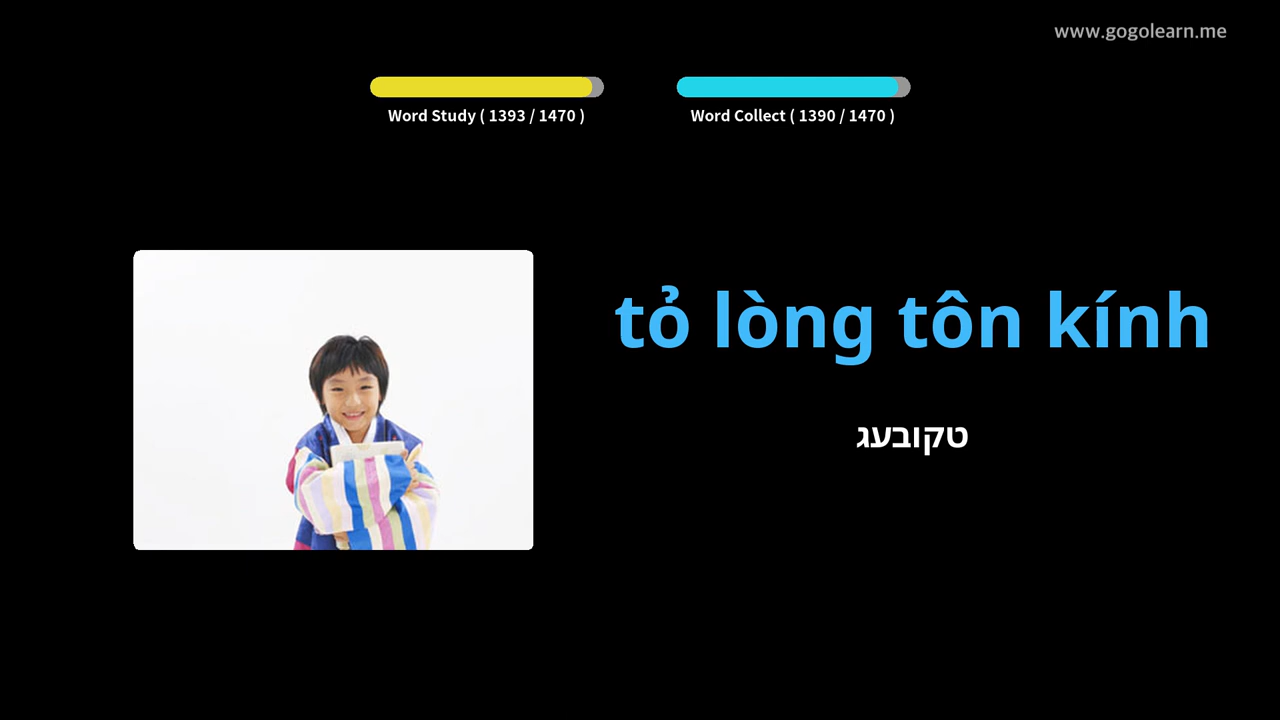 www.gogolearn.me
Word Study ( 1393 / 1470 )
Word Collect ( 1390 / 1470 )
tỏ lòng tôn kính
טקובעג